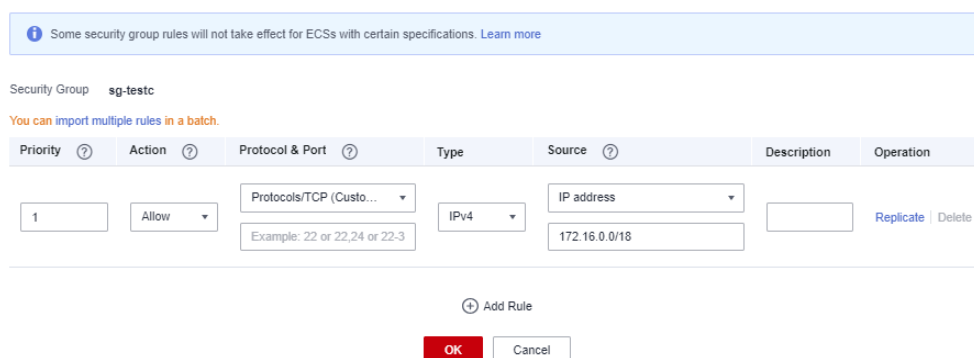 Some security group rules will not take effect for ECSs with certain specifications. Learn more
Security Group sg-testc
You can import multiple rules in a batch.
Priority ? Action ? Protocol & Port ? Type Source ? Description Operation
Protocols/TCP (Custo... IP address
1 Allow IPv4 Replicate | Delete
Example: 22 or 22,24 or 22-3 172.16.0.0/18
Add Rule
OK Cancel